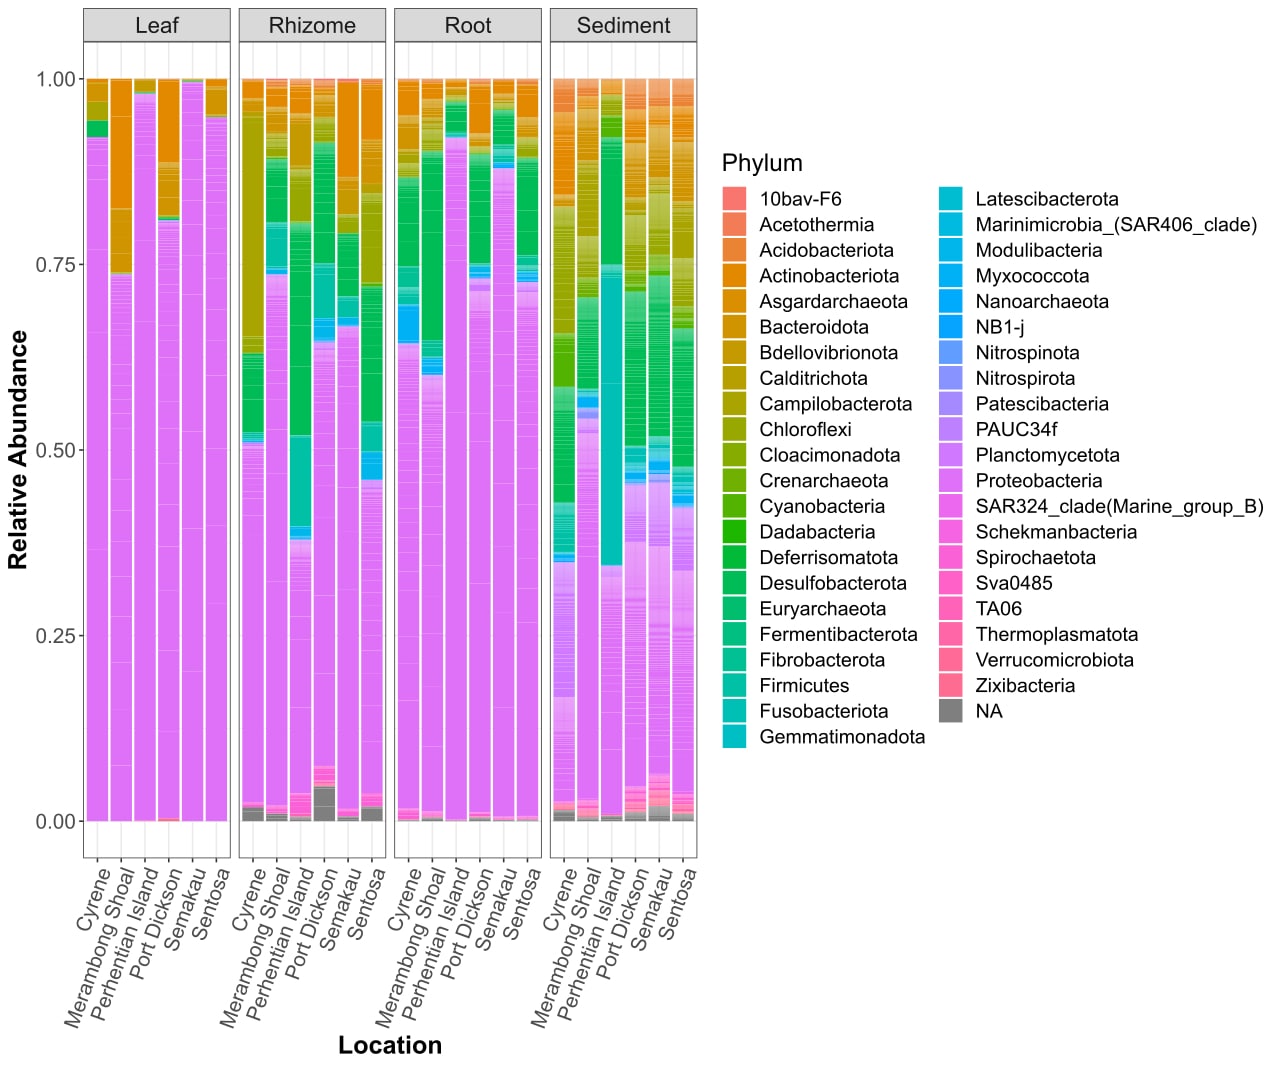 Leaf
Rhizome
Root
Sediment
1.00
0.75
0.50
0.25
0.00
Relative Abundance
Cyrene
Merambong Shoal
Perhentian Island
Port Dickson
Semakau
Sentosa
Cyrene
Merambong Shoal
Perhentian Island
Port Dickson
Semakau
Sentosa
Cyrene
Merambong Shoal
Perhentian Island
Port Dickson
Semakau
Sentosa
Cyrene
Merambong Shoal
Perhentian Island
Port Dickson
Semakau
Sentosa
Location
Phylum
10bav-F6
Acetothermia
Acidobacteriota
Actinobacteriota
Asgardarchaeota
Bacteroidota
Bdellovibrionota
Calditrichota
Campilobacterota
Chloroflexi
Cloacimonadota
Crenarchaeota
Cyanobacteria
Dadabacteria
Deferrisomatota
Desulfobacterota
Euryarchaeota
Fermentibacterota
Fibrobacterota
Firmicutes
Fusobacteriota
Gemmatimonadota
Latescibacterota
Marinimicrobia_(SAR406_clade)
Modulibacteria
Myxococcota
Nanoarchaeota
NB1-j
Nitrospinota
Nitrospirota
Patescibacteria
PAUC34f
Planctomycetota
Proteobacteria
SAR324_clade(Marine_group_B)
Schekmanbacteria
Spirochaetota
Sva0485
TA06
Thermoplasmatota
Verrucomicrobiota
Zixibacteria
NA